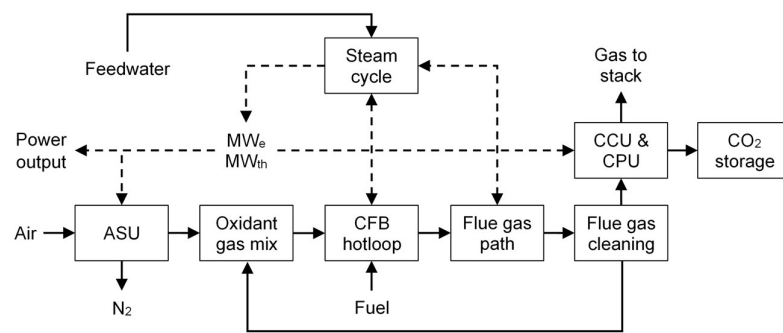 Feedwater
Steam
cycle
Gas to
stack
Power
output
MWe
MWth
CCU &
CPU
CO2
storage
Air
ASU
Oxidant
gas mix
CFB
hotloop
Flue gas
path
Flue gas
cleaning
N2
Fuel